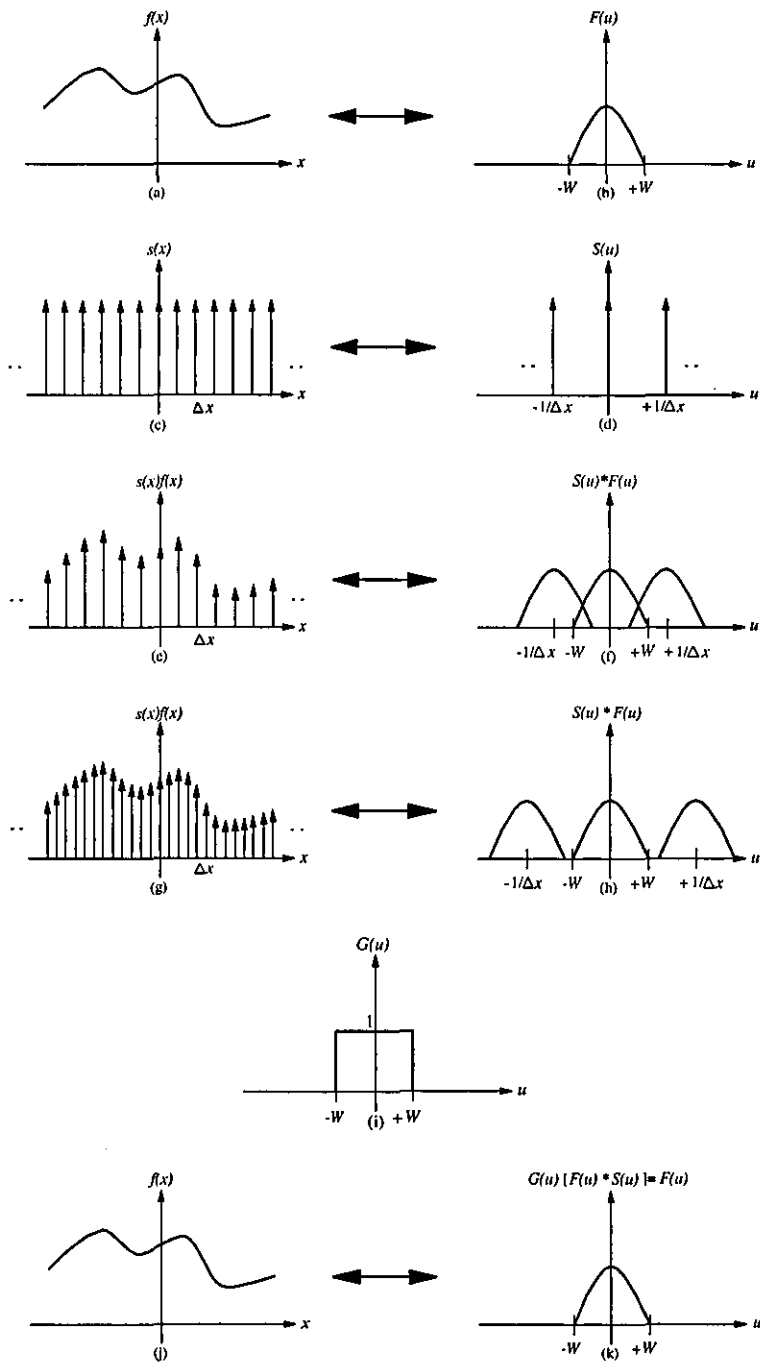 f(x) F(u)
x u
-W +W
(a) (b)
s(x) S(u)
. . . . . . . .
x u
Δx -1/Δx +1/Δx
(c) (d)
s(x)f(x) S(u)*F(u)
. . . .
x u
Δx -1/Δx -W +W +1/Δx
(e) (f)
s(x)f(x) S(u) * F(u)
. . . .
x u
Δx -1/Δx -W +W +1/Δx
(g) (h)
G(u)
1
u
-W +W
(i)
f(x) G(u) [F(u) * S(u) ]= F(u)
x u
-W +W
(j) (k)